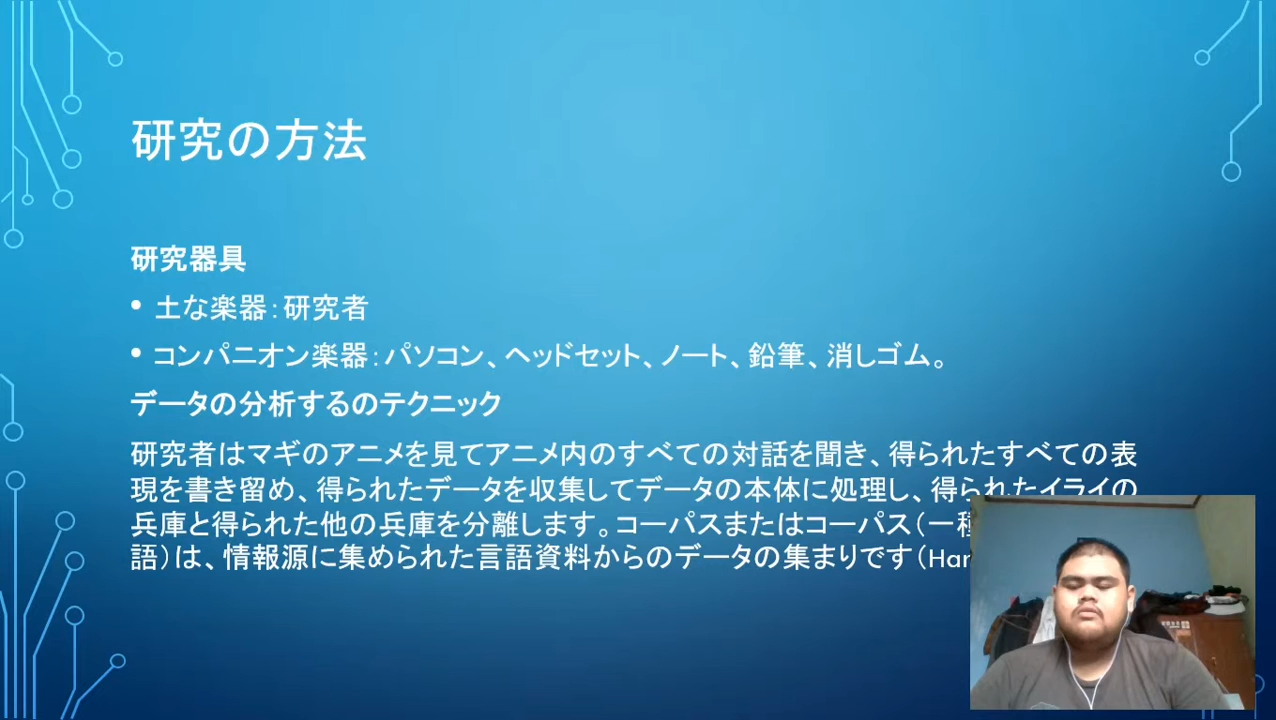 研究の方法
研究器具
• 土な楽器：研究者
• コンパニオン楽器：パソコン、ヘッドセット、ノート、鉛筆、消しゴム。
データの分析するのテクニック
研究者はマギのアニメを見てアニメ内のすべての対話を聞き、得られたすべての表
現を書き留め、得られたデータを収集してデータの本体に処理し、得られたイライの
兵庫と得られた他の兵庫を分離します。コーパスまたはコーパス（一種
語）は、情報源に集められた言語資料からのデータの集まりです（Har